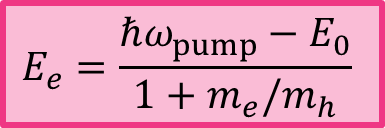 E_e = (ℏω_pump − E_0) / (1 + m_e/m_h)